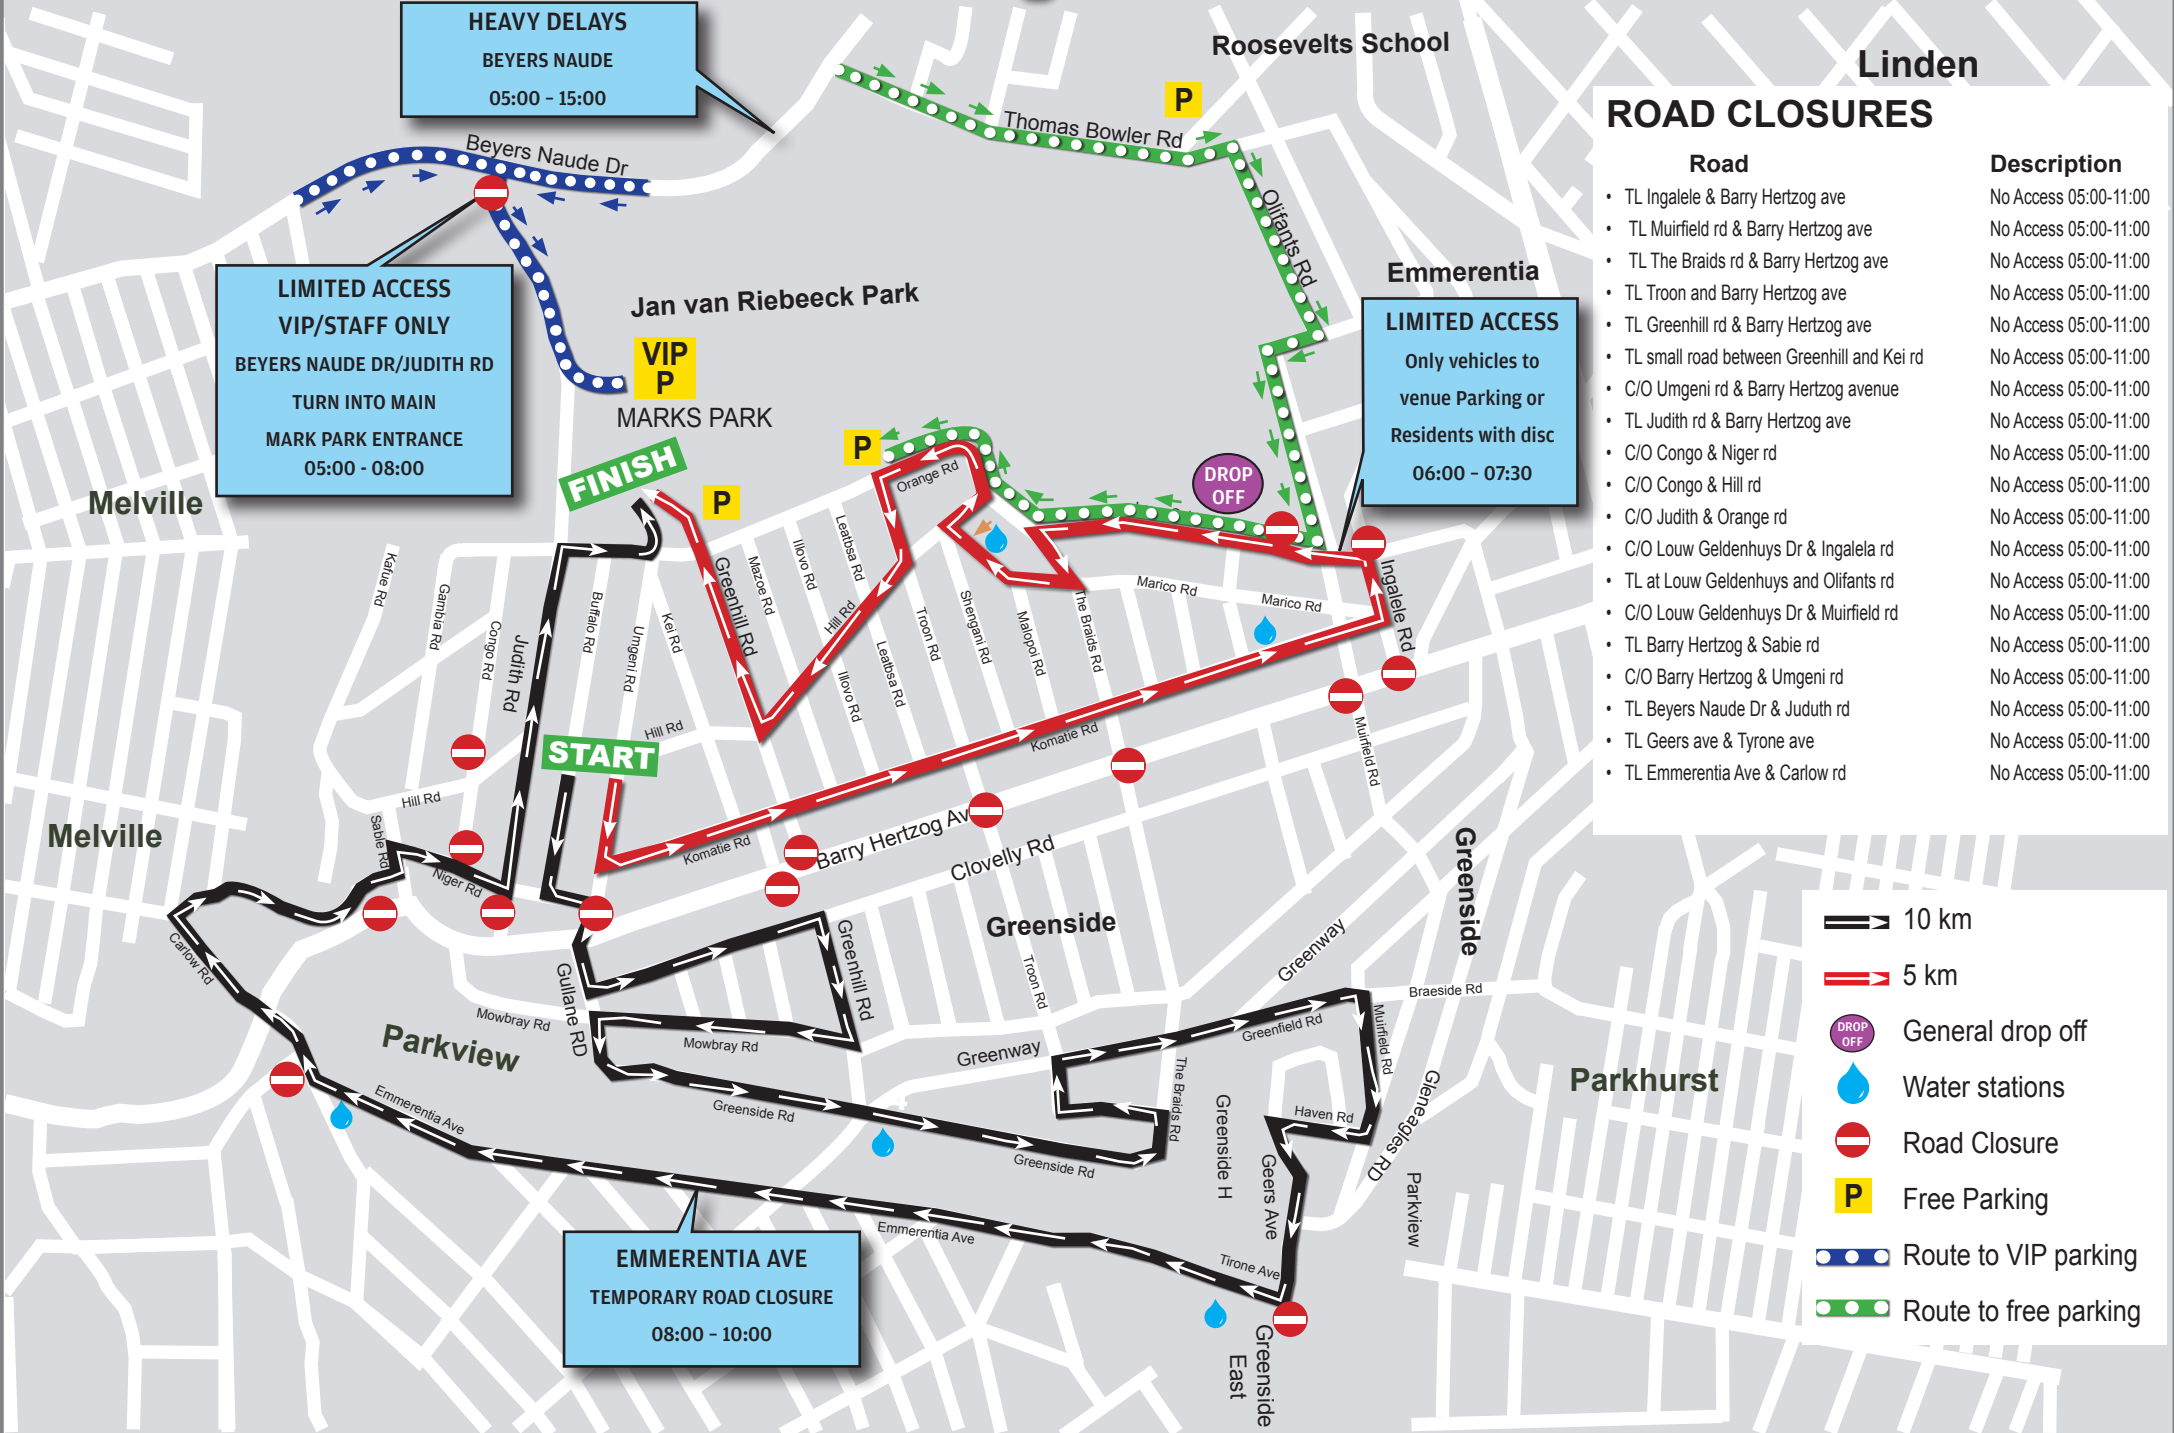 HEAVY DELAYS
BEYERS NAUDE
05:00 - 15:00
Roosevelts School
Linden
ROAD CLOSURES
Road Description
• TL Ingalele & Barry Hertzog ave No Access 05:00-11:00
• TL Muirfield rd & Barry Hertzog ave No Access 05:00-11:00
• TL The Braids rd & Barry Hertzog ave No Access 05:00-11:00
• TL Troon and Barry Hertzog ave No Access 05:00-11:00
• TL Greenhill rd & Barry Hertzog ave No Access 05:00-11:00
• TL small road between Greenhill and Kei rd No Access 05:00-11:00
• C/O Umgeni rd & Barry Hertzog avenue No Access 05:00-11:00
• TL Judith rd & Barry Hertzog ave No Access 05:00-11:00
• C/O Congo & Niger rd No Access 05:00-11:00
• C/O Congo & Hill rd No Access 05:00-11:00
• C/O Judith & Orange rd No Access 05:00-11:00
• C/O Louw Geldenhuys Dr & Ingalela rd No Access 05:00-11:00
• TL at Louw Geldenhuys and Olifants rd No Access 05:00-11:00
• C/O Louw Geldenhuys Dr & Muirfield rd No Access 05:00-11:00
• TL Barry Hertzog & Sabie rd No Access 05:00-11:00
• C/O Barry Hertzog & Umgeni rd No Access 05:00-11:00
• TL Beyers Naude Dr & Juduth rd No Access 05:00-11:00
• TL Geers ave & Tyrone ave No Access 05:00-11:00
• TL Emmerentia Ave & Carlow rd No Access 05:00-11:00
P
Thomas Bowler Rd
Beyers Naude Dr
Olifants Rd
LIMITED ACCESS
VIP/STAFF ONLY
BEYERS NAUDE DR/JUDITH RD
TURN INTO MAIN
MARK PARK ENTRANCE
05:00 - 08:00
Jan van Riebeeck Park
VIP
P
MARKS PARK
Emmerentia
LIMITED ACCESS
Only vehicles to
venue Parking or
Residents with disc
06:00 - 07:30
Melville
FINISH
P
P
Orange Rd
DROP
OFF
Kafue Rd
Gambia Rd
Congo Rd
Judith Rd
Buffalo Rd
Umgeni Rd
Kei Rd
Greenhill Rd
Mazoe Rd
Illovo Rd
Leatbsa Rd
Hill Rd
Illovo Rd
Leatbsa Rd
Troon Rd
Shengani Rd
Malopoi Rd
The Braids Rd
Marico Rd
Marico Rd
Ingalele Rd
START
Hill Rd
Komatie Rd
Muirfield Rd
Hill Rd
Sable Rd
Niger Rd
Komatie Rd
Barry Hertzog Av
Clovelly Rd
Melville
Greenside
Greenside
Carlow Rd
Gullane RD
Greenhill Rd
Troon Rd
Greenway
Braeside Rd
Mowbray Rd
Mowbray Rd
Parkview
Greenway
Greenfield Rd
Muirfield Rd
Parkhurst
Emmerentia Ave
Greenside Rd
Greenside Rd
The Braids Rd
Greenside H
Haven Rd
Gleneagles RD
Geers Ave
Parkview
Emmerentia Ave
Tirone Ave
Greenside
East
EMMERENTIA AVE
TEMPORARY ROAD CLOSURE
08:00 - 10:00
10 km
5 km
DROP
OFF
General drop off
Water stations
Road Closure
P Free Parking
Route to VIP parking
Route to free parking